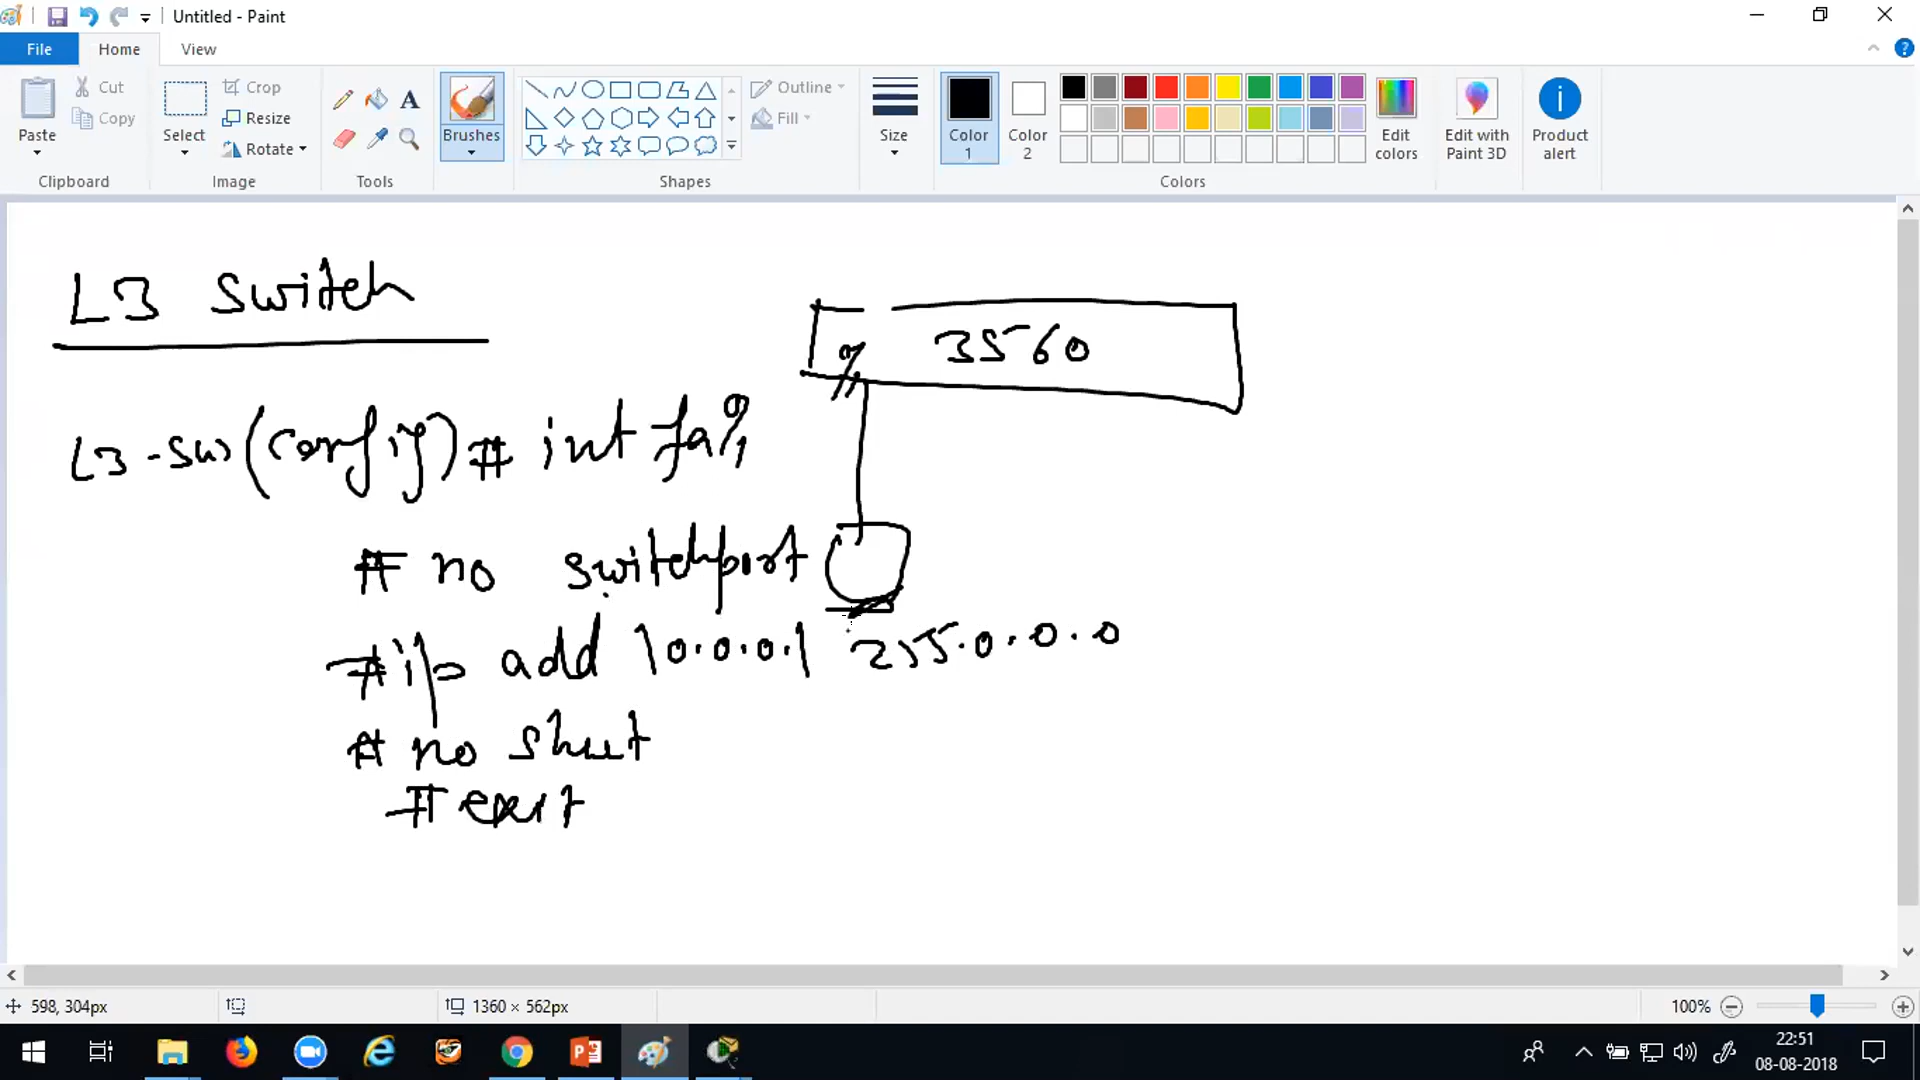 Untitled - Paint
File Home View
Paste
Cut
Copy
Clipboard
Select
Crop
Resize
Rotate
Image
Tools
Brushes
Shapes
Outline
Fill
Size
Color 1
Color 2
Edit colors
Colors
Edit with Paint 3D
Product alert
L3 switch
3560
L3-sw(config)# int fa0/1
# no switchport
#ip add 10.0.0.1 255.0.0.0
# no shut
#exit
598, 304px
1360 × 562px
100%
22:51
08-08-2018